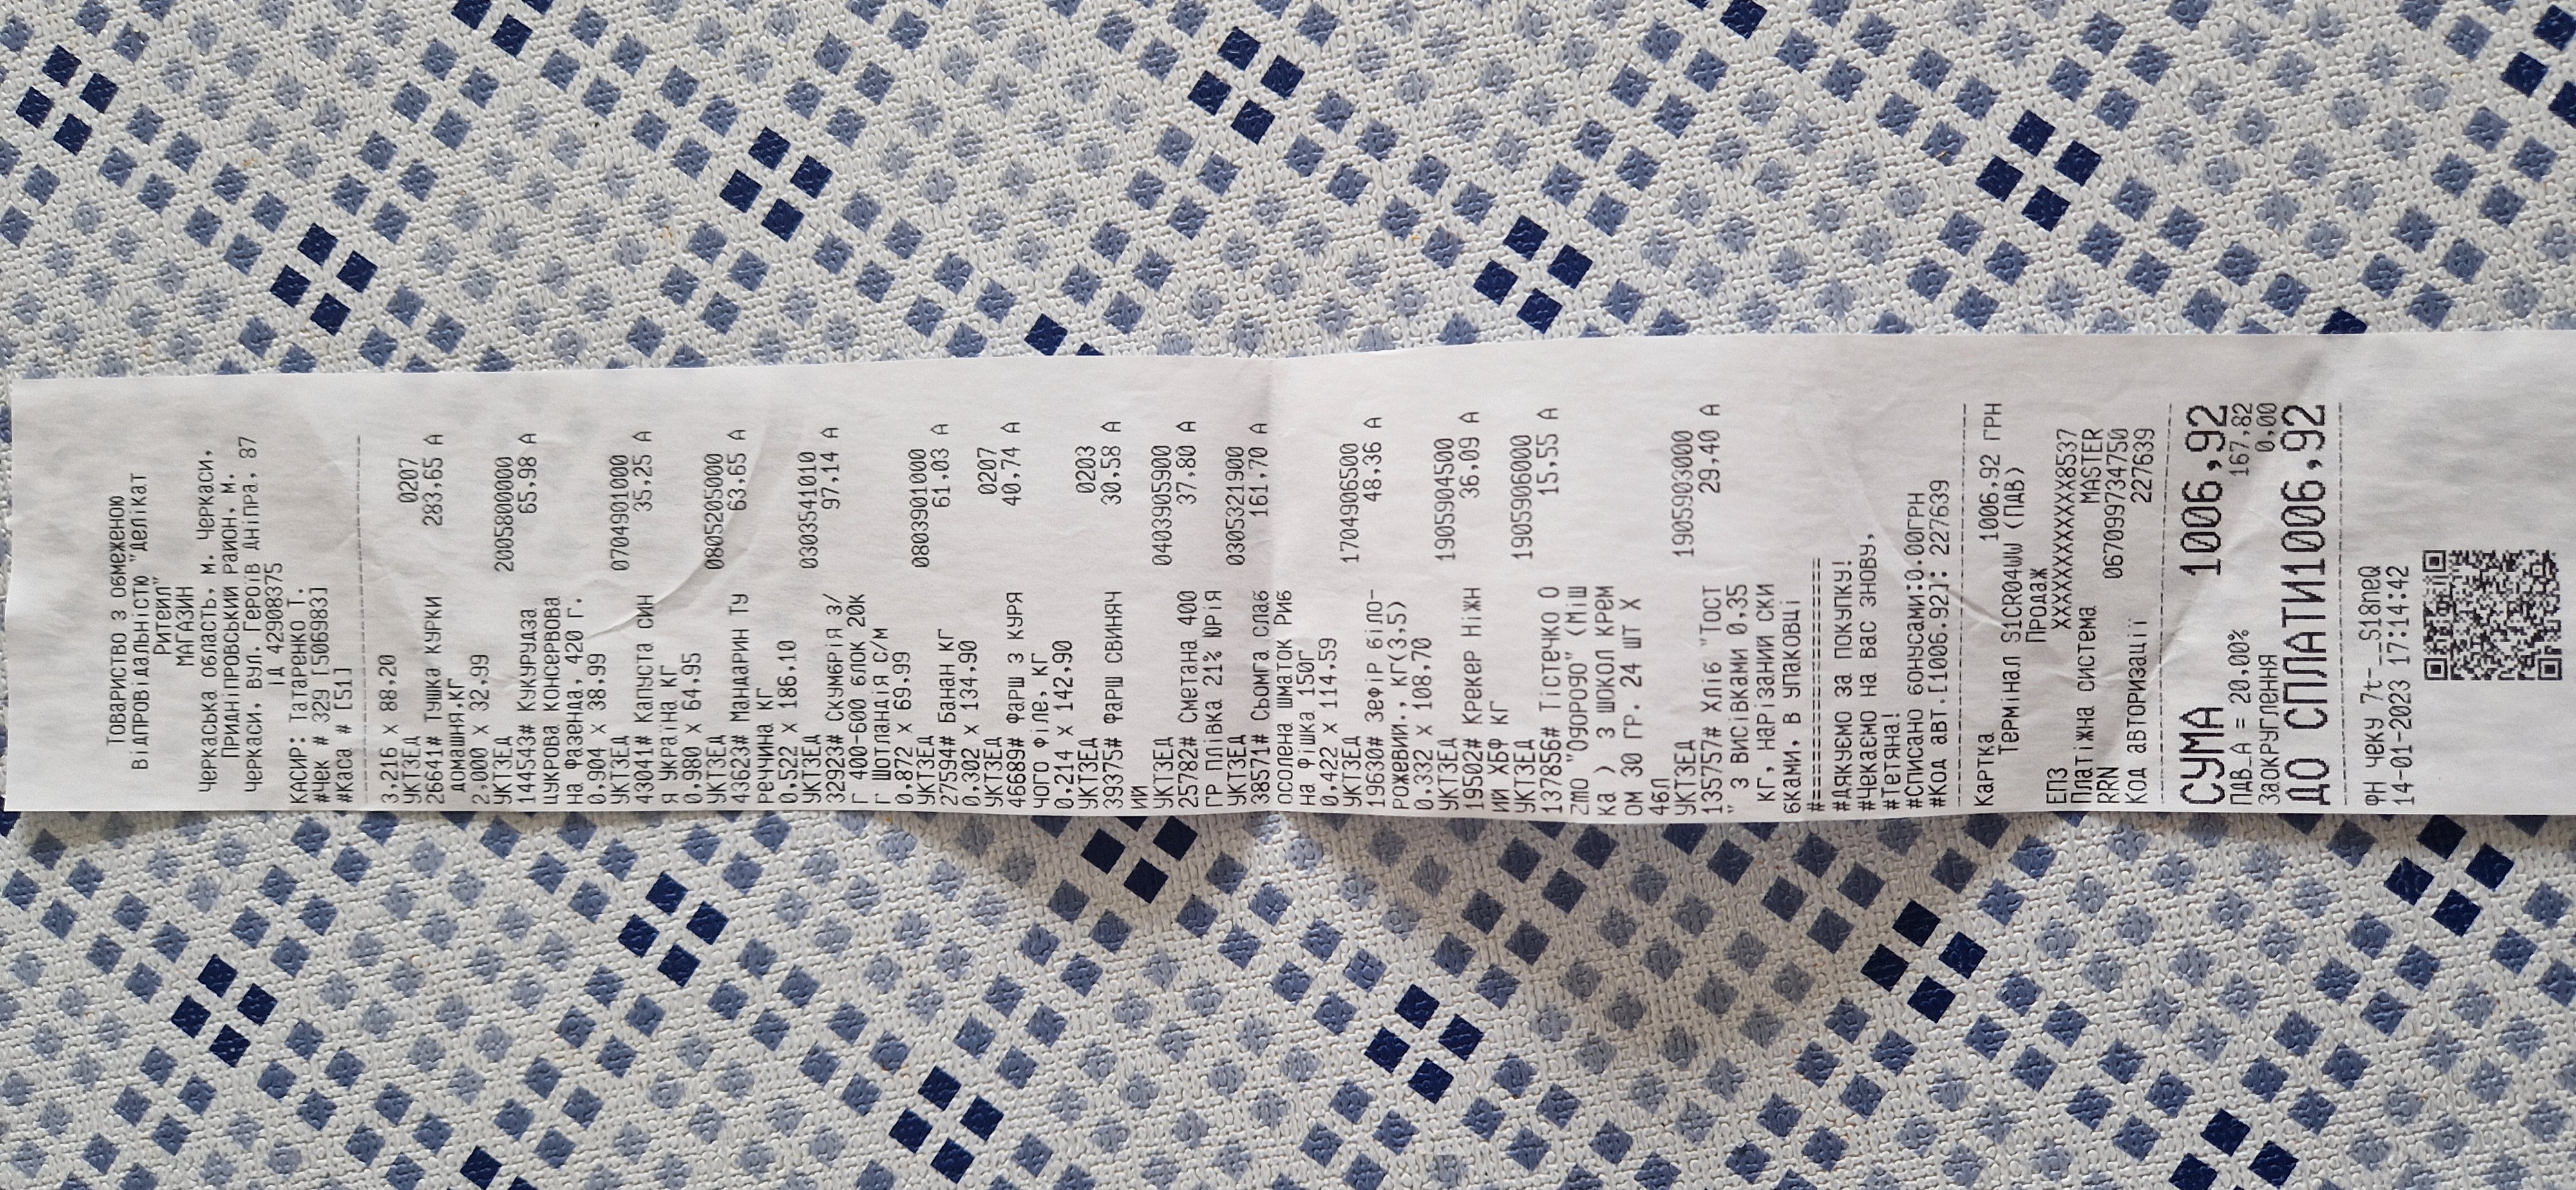 Товариство з обмеженою
відаповідальністю "Делікат
Ритейл"
МАГАЗИН
Черкаська область, м. Черкаси,
Придніпровський район, м.
Черкаси, вул. Героїв Дніпра, 87
ІД 42908375
КАСИР: Татаренко Т.
#Чек # 329 [506983]
#Каса # [51]
3,216 X 88,20
УКТЗЕД 0207
26641# Тушка курки 283,65 А
домашня,кг
2,000 X 32,99
УКТЗЕД 2005800000
144543# Кукурудза 65,98 А
цукрова консервова
на Фазенда, 420 г.
0,904 X 38,99
УКТЗЕД 0704901000
43041# Капуста син 35,25 А
я Україна кг
0,980 X 64,95
УКТЗЕД 0805205000
43623# Мандарин Ту 63,65 А
реччина кг
0,522 X 186,10
УКТЗЕД 0303541010
32923# Скумбрія з/ 97,14 А
г 400-600 блок 20к
г Шотландія с/м
0,872 X 69,99
УКТЗЕД 0803901000
27594# Банан кг 61,03 А
0,302 X 134,90
УКТЗЕД 0207
46689# Фарш з куря 40,74 А
чого філе, кг
0,214 X 142,90
УКТЗЕД 0203
39375# Фарш свиняч 30,58 А
ий
УКТЗЕД 0403905900
25782# Сметана 400 37,80 А
гр плівка 21% Юрія
УКТЗЕД 0305321900
38571# Сьомга слаб 161,70 А
осолена шматок Риб
на Фішка 150г
0,422 X 114,59
УКТЗЕД 1704906500
19630# Зефір біло- 48,36 А
рожевий., кг(3,5)
0,332 X 108,70
УКТЗЕД 1905904500
19502# Крекер Ніжн 36,09 А
ий ХБФ кг
УКТЗЕД 1905906000
137856# Тістечко О 15,55 А
2МО "Одоро90" (Міш
ка ) з шокол крем
ом 30 гр. 24 шт Х
46Л
УКТЗЕД 1905903000
135757# Хліб "Тост 29,40 А
" з висівками 0,35
кг, нарізаний ски
бками, в упаковці
#=========================
#Дякуємо за покупку!
#Чекаємо на Вас знову,
#Тетяна!
#Списано бонусами:0.00грн
#Код авт.[1006.92]: 227639
Картка 1006,92 ГРН
Термінал S1CR04WW (ПДВ)
Продаж
ЕПЗ XXXXXXXXXXXXXXX8537
Платіжна система MASTER
RRN 067099734750
Код авторизації 227639
СУМА 1006,92
ПДВ_А = 20,00% 167,82
Заокруглення 0,00
ДО СПЛАТИ1006,92
ФН чеку 7t-__S18neQ
14-01-2023 17:14:42